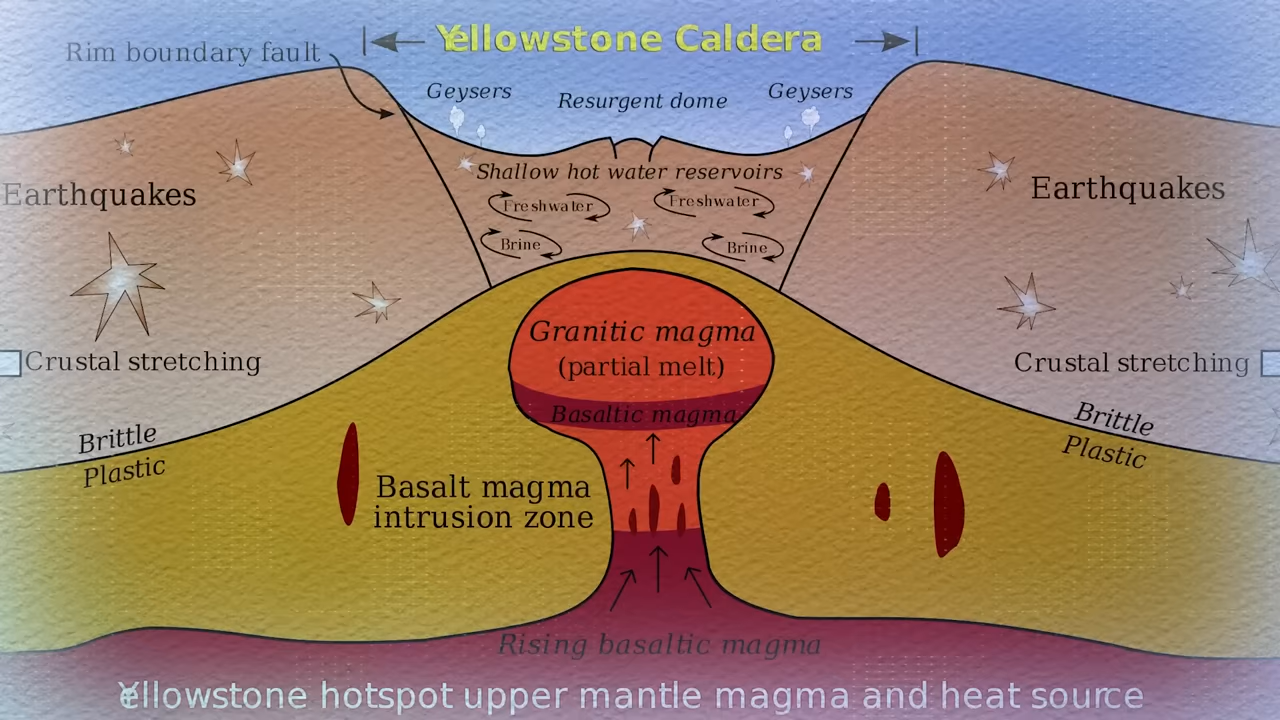 Yellowstone Caldera
Rim boundary fault
Geysers
Resurgent dome
Geysers
Shallow hot water reservoirs
Freshwater
Freshwater
Brine
Brine
Earthquakes
Earthquakes
Granitic magma
(partial melt)
Crustal stretching
Crustal stretching
Basaltic magma
Brittle
Plastic
Brittle
Plastic
Basalt magma
intrusion zone
Rising basaltic magma
Yellowstone hotspot upper mantle magma and heat source